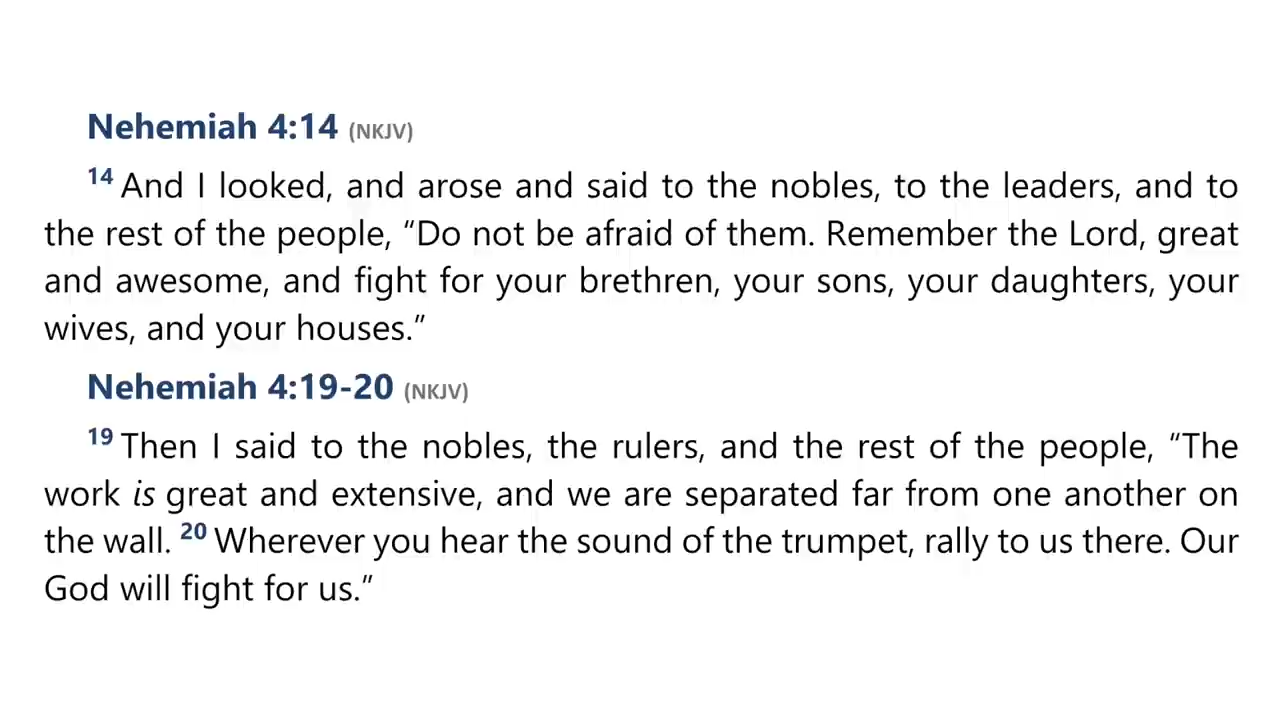 Nehemiah 4:14 (NKJV)
14 And I looked, and arose and said to the nobles, to the leaders, and to
the rest of the people, “Do not be afraid of them. Remember the Lord, great
and awesome, and fight for your brethren, your sons, your daughters, your
wives, and your houses.”
Nehemiah 4:19-20 (NKJV)
19 Then I said to the nobles, the rulers, and the rest of the people, “The
work is great and extensive, and we are separated far from one another on
the wall. 20 Wherever you hear the sound of the trumpet, rally to us there. Our
God will fight for us.”